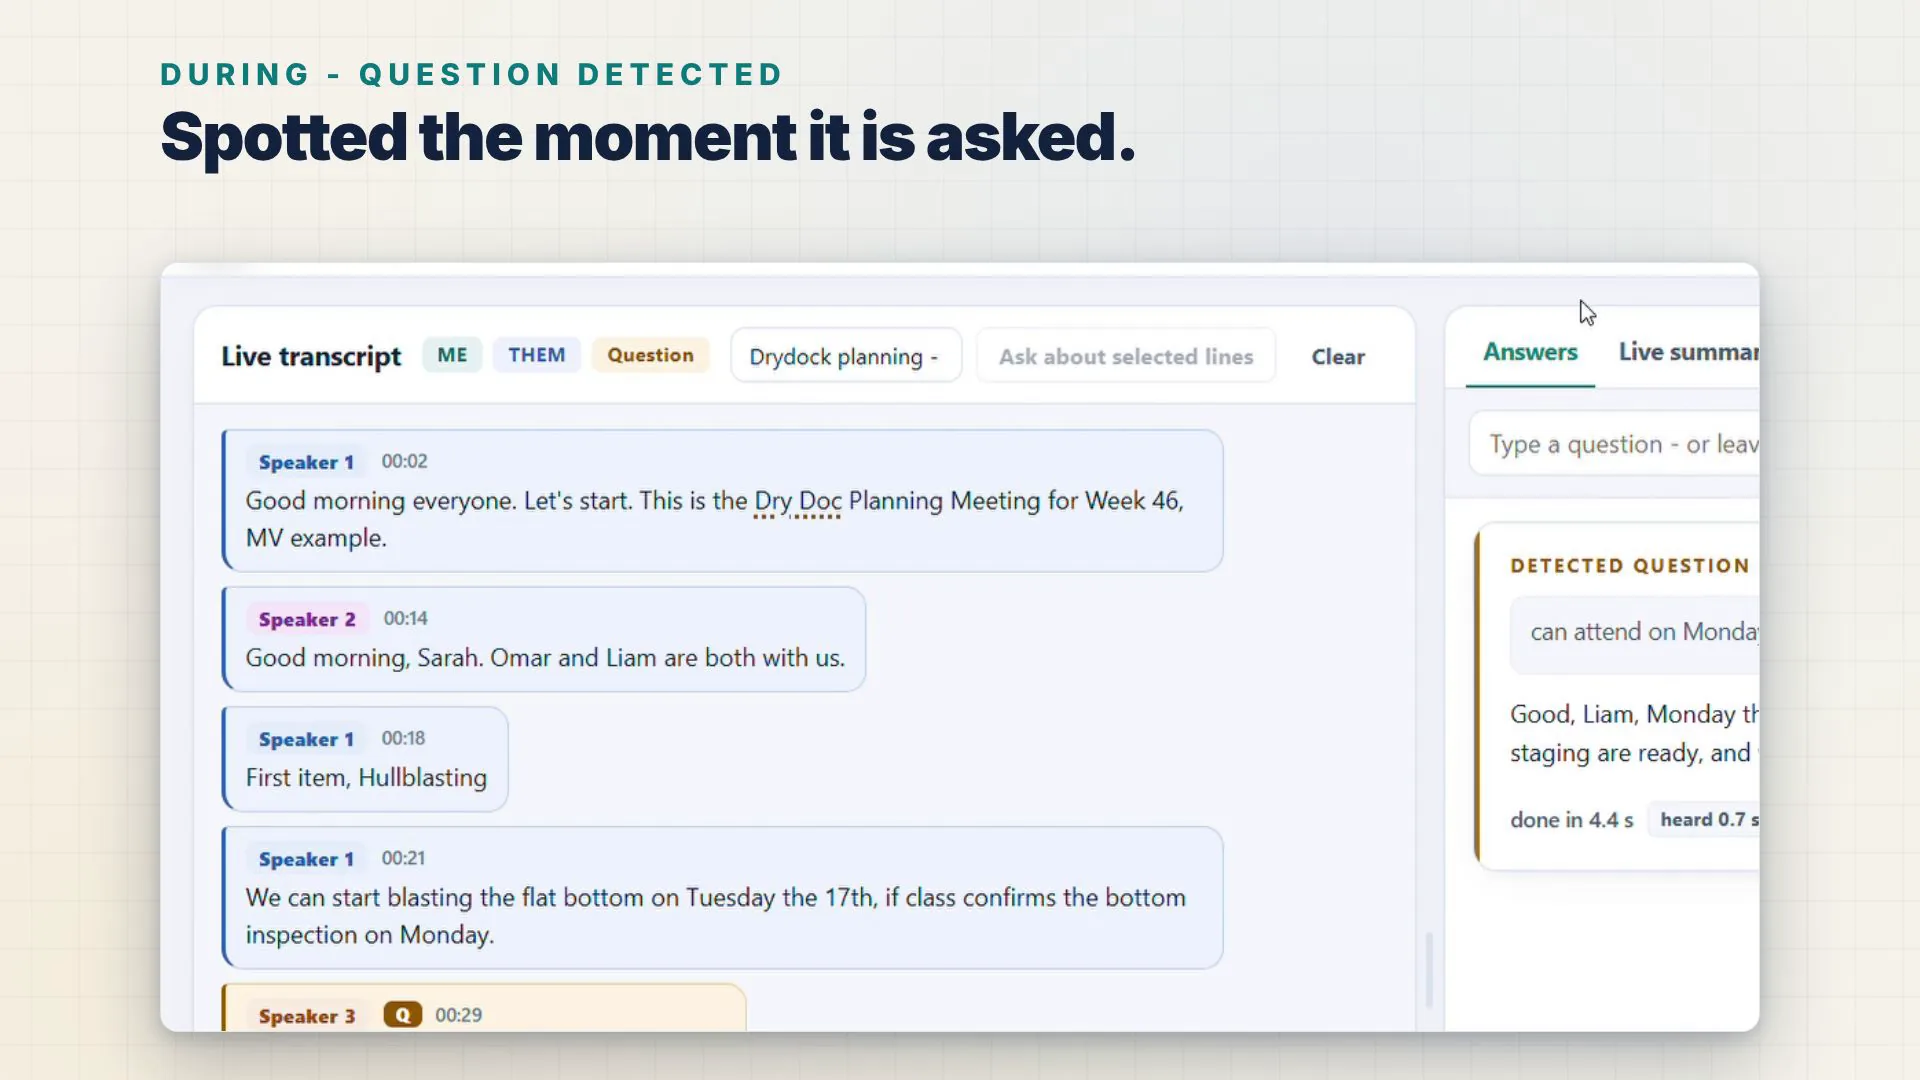 DURING - QUESTION DETECTED
Spotted the moment it is asked.
Live transcript
ME
THEM
Question
Drydock planning -
Ask about selected lines
Clear
Speaker 1 00:02
Good morning everyone. Let's start. This is the Dry Doc Planning Meeting for Week 46,
MV example.
Speaker 2 00:14
Good morning, Sarah. Omar and Liam are both with us.
Speaker 1 00:18
First item, Hullblasting
Speaker 1 00:21
We can start blasting the flat bottom on Tuesday the 17th, if class confirms the bottom
inspection on Monday.
Speaker 3 Q 00:29
Answers
Live summar
Type a question - or leav
DETECTED QUESTION
can attend on Monday
Good, Liam, Monday th
staging are ready, and
done in 4.4 s heard 0.7 s